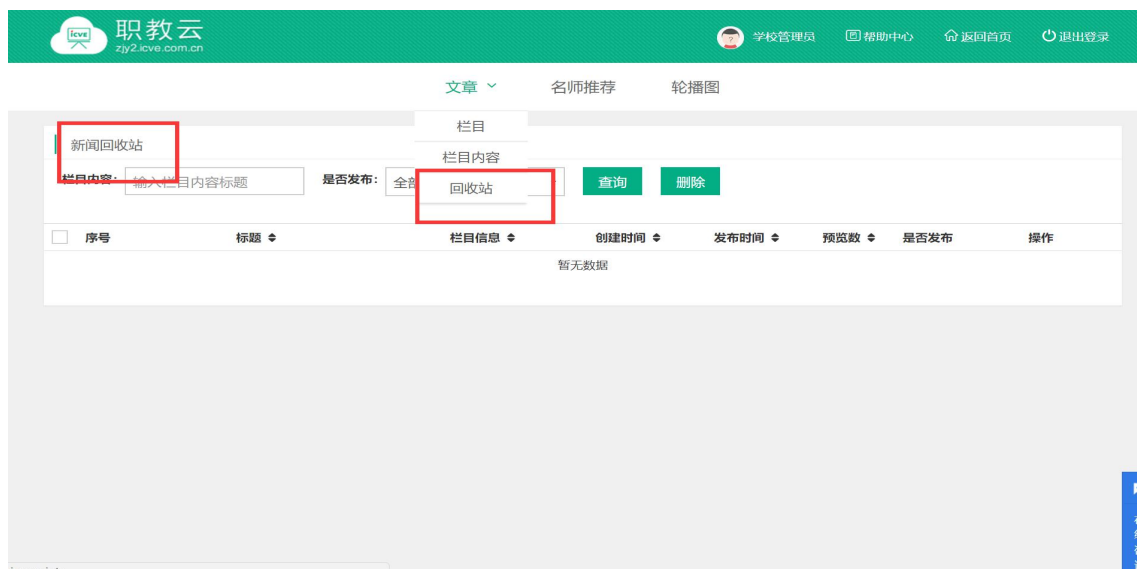 icve 职教云
zjy2.icve.com.cn
学校管理员 帮助中心 返回首页 退出登录
文章 名师推荐 轮播图
栏目
栏目内容
回收站
新闻回收站
栏目内容: 输入栏目内容标题 是否发布: 全部 查询 删除
序号 标题 栏目信息 创建时间 发布时间 预览数 是否发布 操作
暂无数据